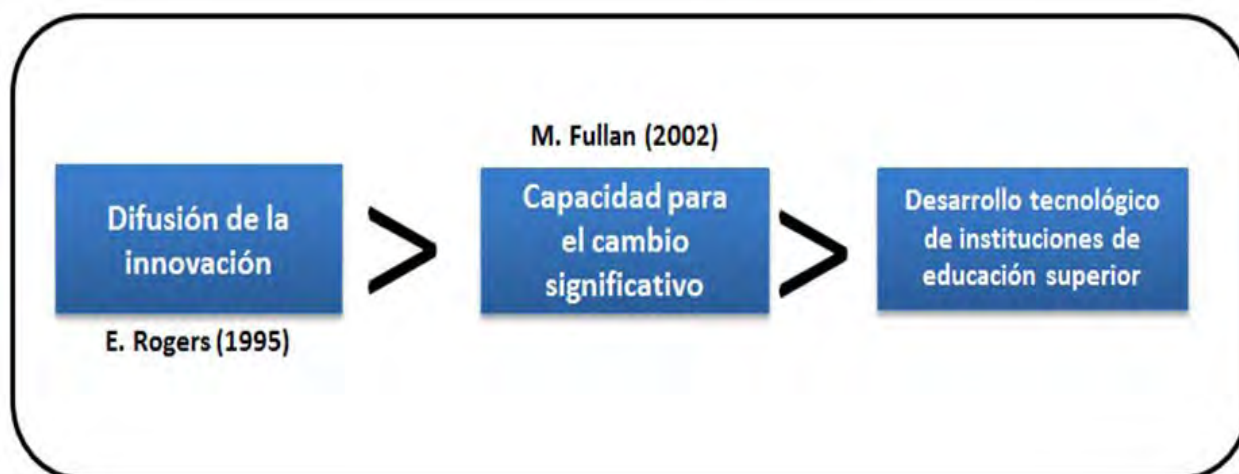 Difusión de la
innovación
E. Rogers (1995)
>
M. Fullan (2002)
Capacidad para
el cambio
significativo
>
Desarrollo tecnológico
de instituciones de
educación superior